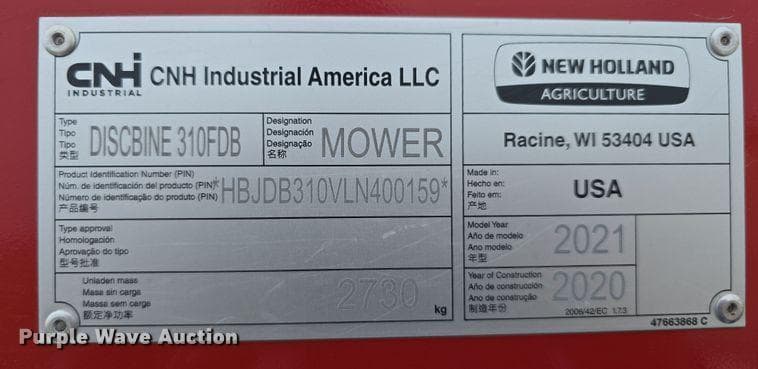 CNH
INDUSTRIAL
CNH Industrial America LLC
Type
Tipo
Tipo
类型
DISCBINE 310FDB
Designation
Designación
Designação
名称
MOWER
Product Identification Number (PIN)
Núm. de identificación del producto (PIN)
Número de identificação do produto (PIN)
产品编号
*HBJDB310VLN400159*
Type approval
Homologación
Aprovação do tipo
型号批准
Unladen mass
Masa sin carga
Massa sem carga
额定净功率
2730
kg
NEW HOLLAND
AGRICULTURE
Racine, WI 53404 USA
Made in:
Hecho en:
Feito em:
产地
USA
Model Year
Año de modelo
Ano modelo
年型
2021
Year of Construction
Año de construcción
Ano de construção
制造年份
2020
2006/42/EC 1.7.3
47663868 C
Purple Wave Auction